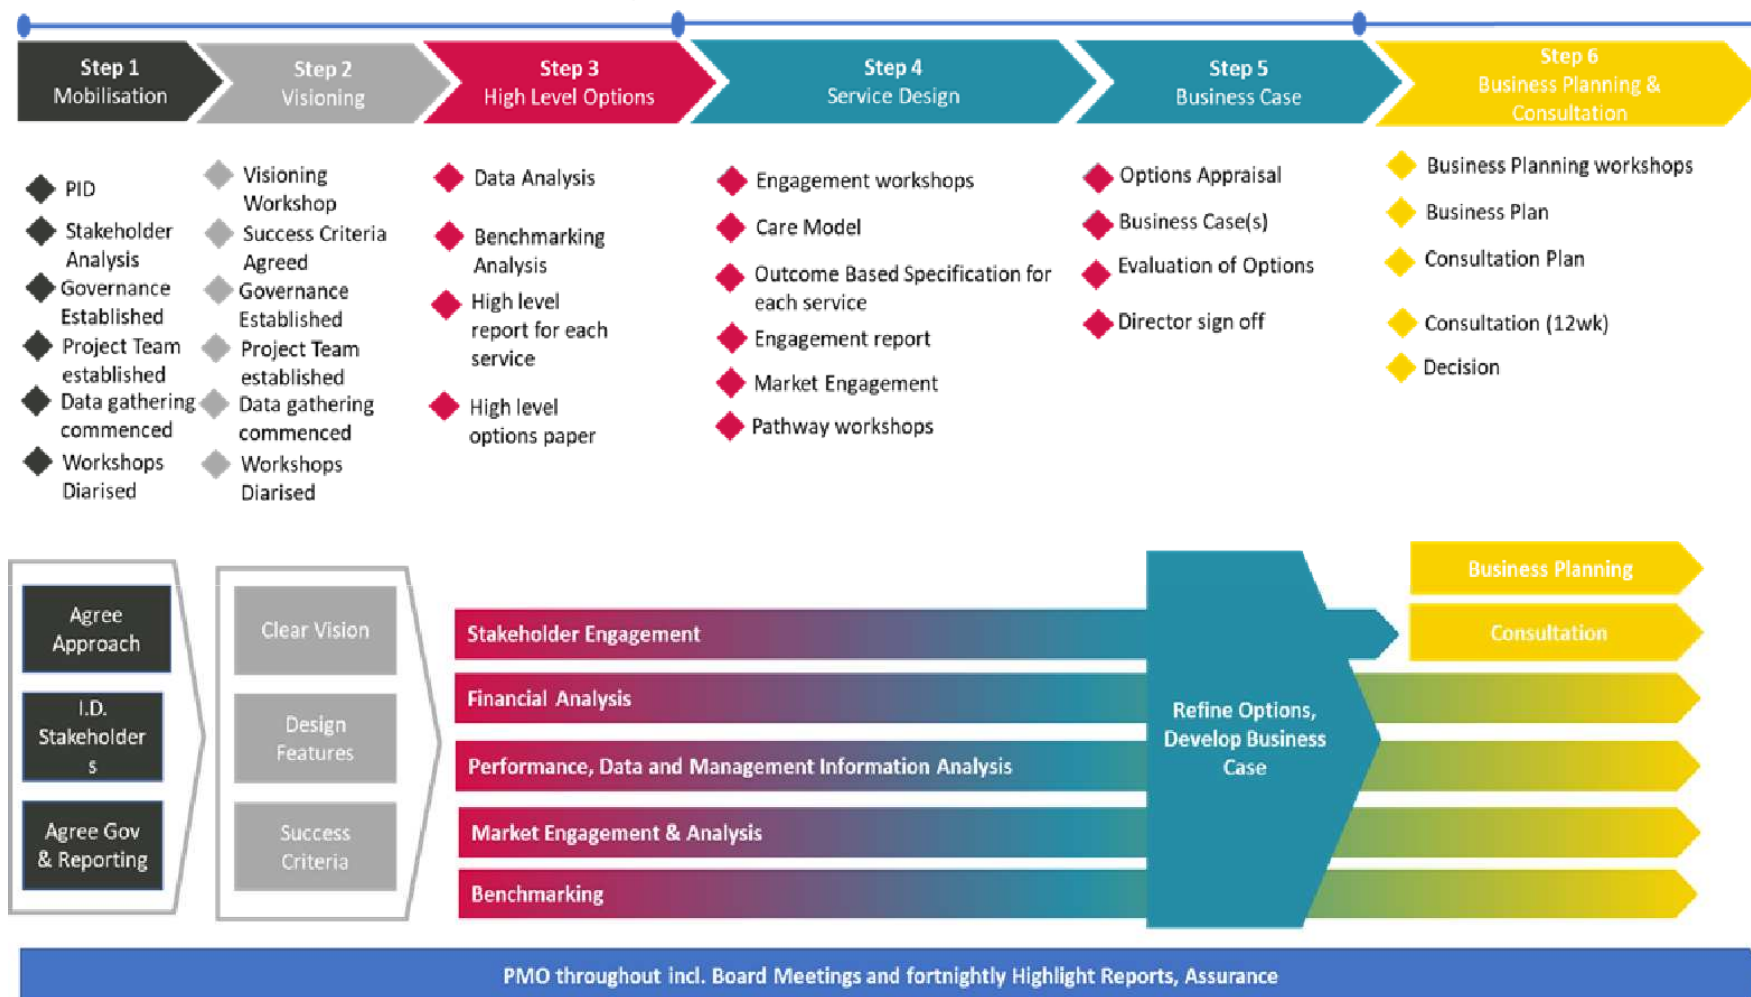 Step 1
Mobilisation
Step 2
Visioning
Step 3
High Level Options
Step 4
Service Design
Step 5
Business Case
Step 6
Business Planning &
Consultation
PID
Stakeholder
Analysis
Governance
Established
Project Team
established
Data gathering
commenced
Workshops
Diarised
Visioning
Workshop
Success Criteria
Agreed
Governance
Established
Project Team
established
Data gathering
commenced
Workshops
Diarised
Data Analysis
Benchmarking
Analysis
High level
report for each
service
High level
options paper
Engagement workshops
Care Model
Outcome Based Specification for
each service
Engagement report
Market Engagement
Pathway workshops
Options Appraisal
Business Case(s)
Evaluation of Options
Director sign off
Business Planning workshops
Business Plan
Consultation Plan
Consultation (12wk)
Decision
Agree
Approach
I.D.
Stakeholder
s
Agree Gov
& Reporting
Clear Vision
Design
Features
Success
Criteria
Stakeholder Engagement
Financial Analysis
Performance, Data and Management Information Analysis
Market Engagement & Analysis
Benchmarking
Refine Options,
Develop Business
Case
Business Planning
Consultation
PMO throughout incl. Board Meetings and fortnightly Highlight Reports, Assurance